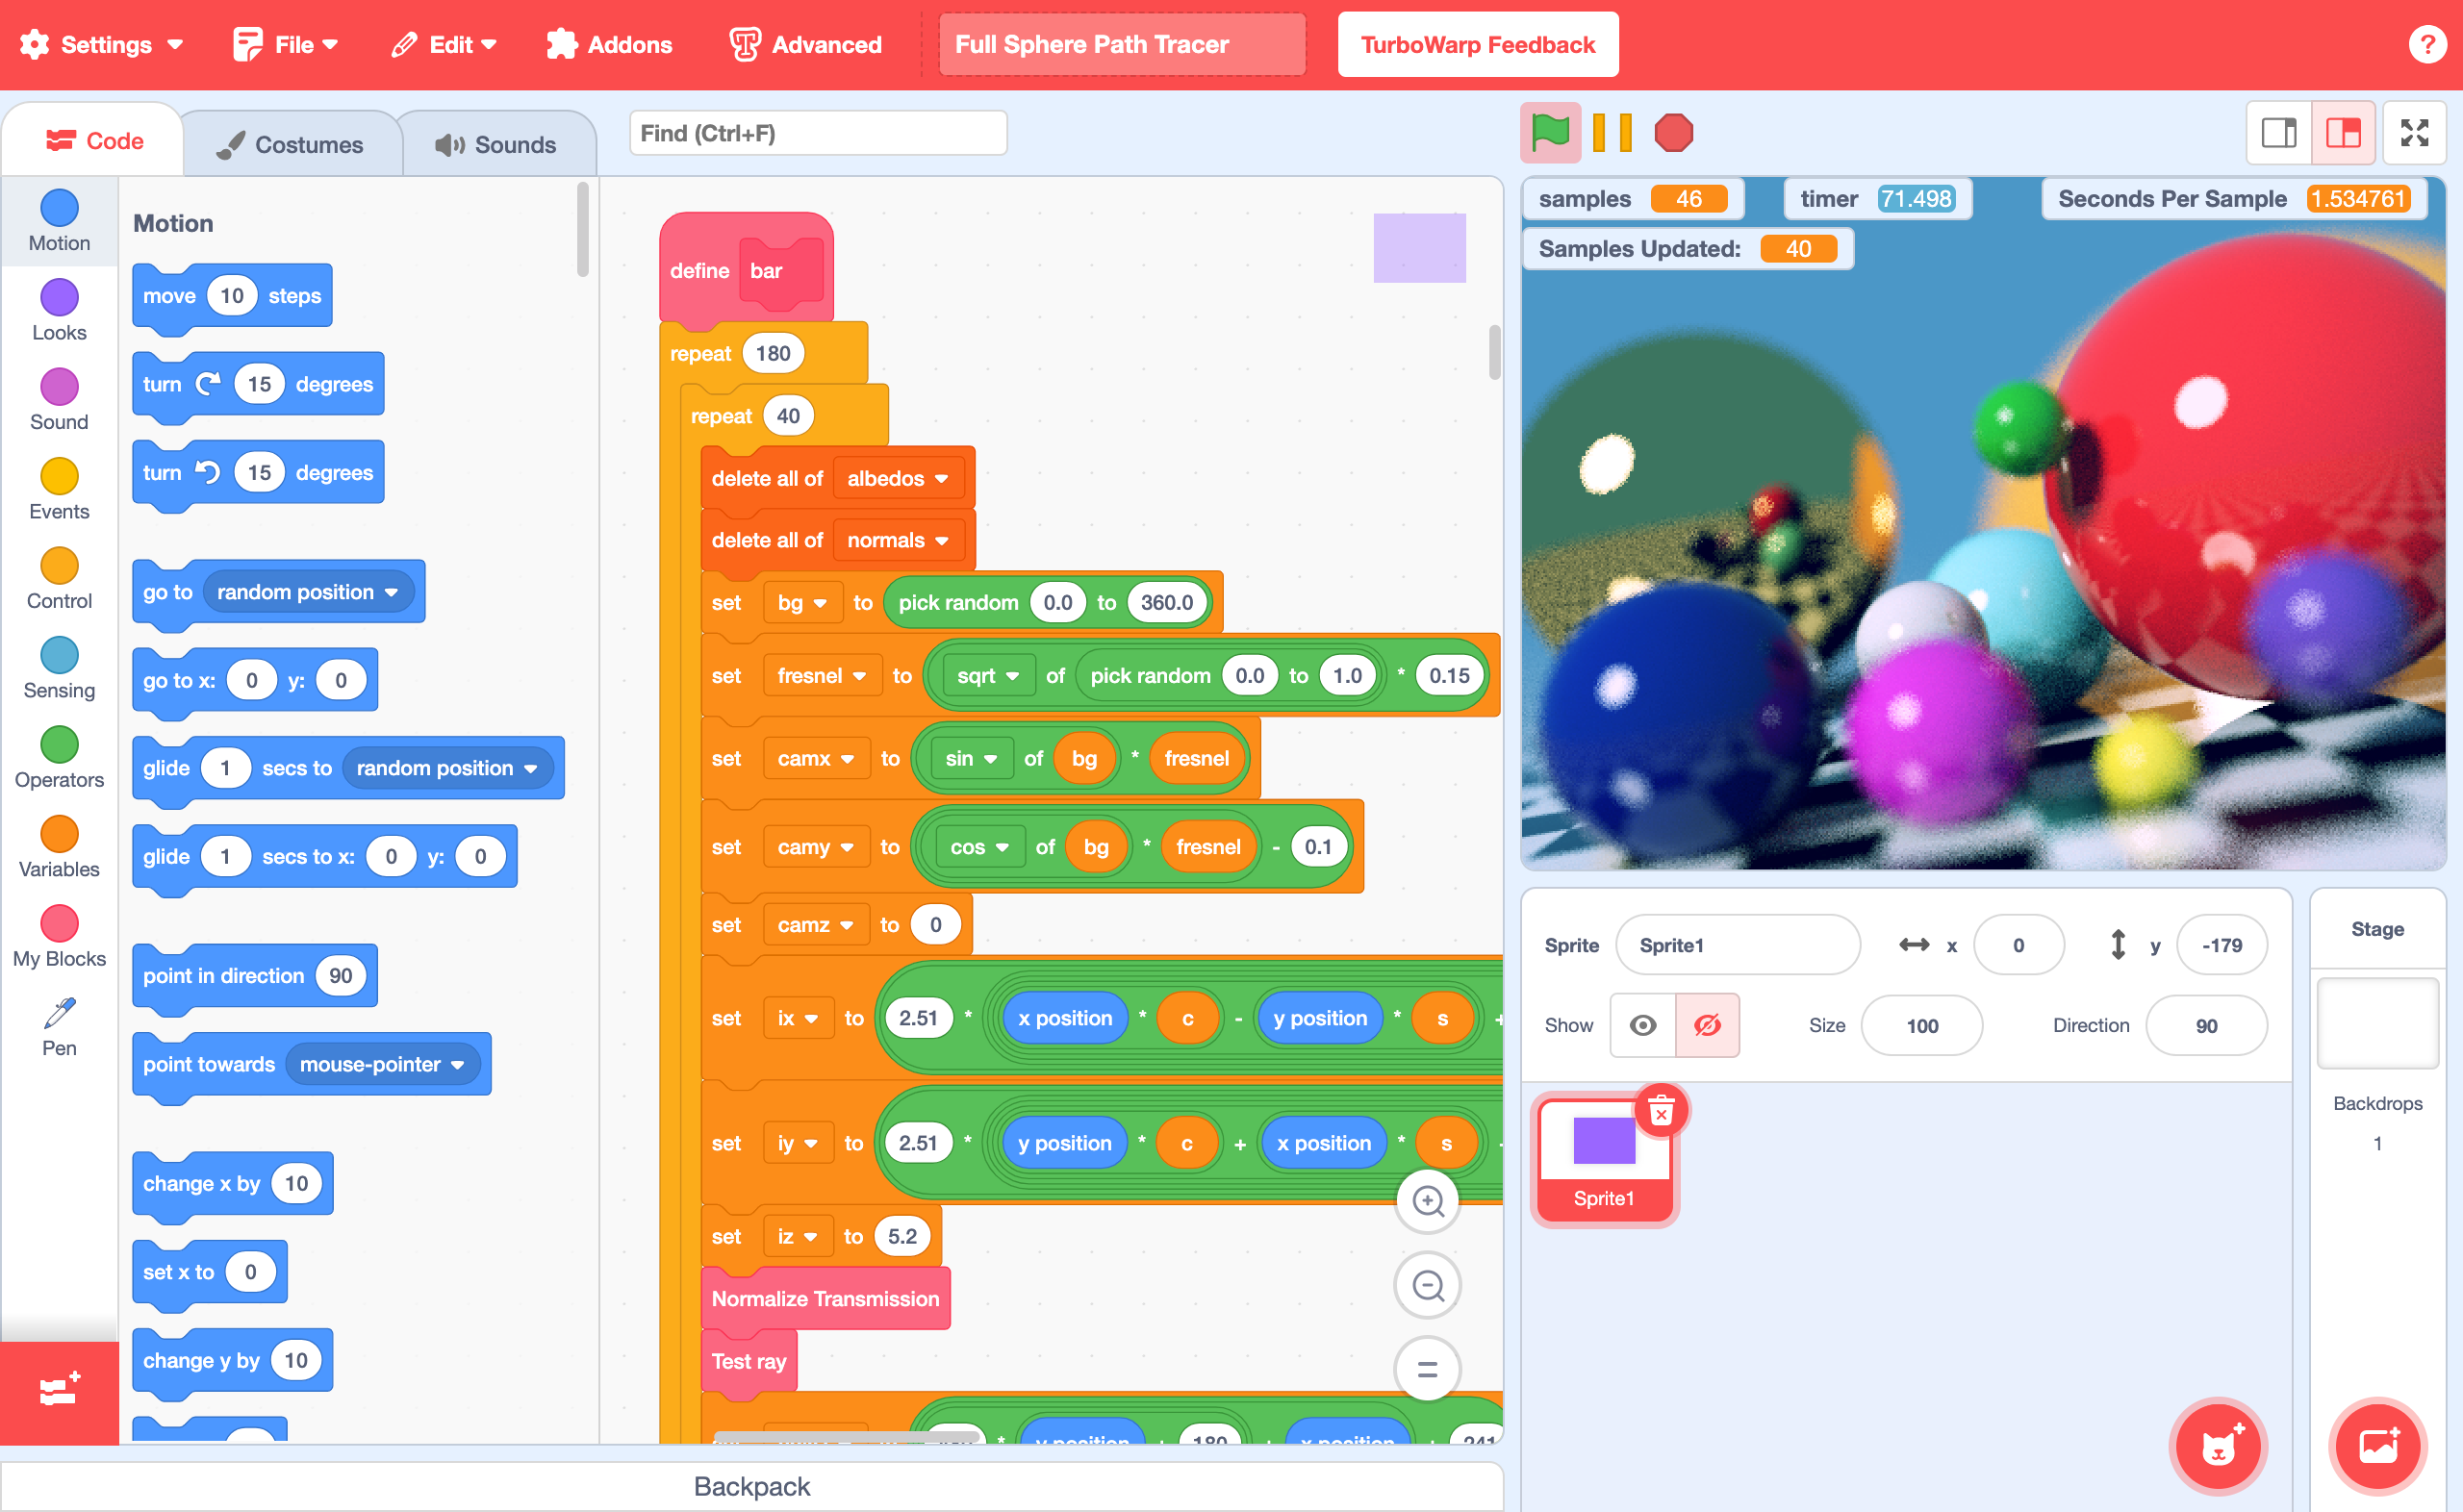 Settings File Edit Addons Advanced Full Sphere Path Tracer TurboWarp Feedback ?
Code Costumes Sounds Find (Ctrl+F)
Motion
Looks
Sound
Events
Control
Sensing
Operators
Variables
My Blocks
Pen
Motion
move 10 steps
turn 15 degrees
turn 15 degrees
go to random position
go to x: 0 y: 0
glide 1 secs to random position
glide 1 secs to x: 0 y: 0
point in direction 90
point towards mouse-pointer
change x by 10
set x to 0
change y by 10
define bar
repeat 180
repeat 40
delete all of albedos
delete all of normals
set bg to pick random 0.0 to 360.0
set fresnel to sqrt of pick random 0.0 to 1.0 * 0.15
set camx to sin of bg * fresnel
set camy to cos of bg * fresnel - 0.1
set camz to 0
set ix to 2.51 * x position * c - y position * s +
set iy to 2.51 * y position * c + x position * s
set iz to 5.2
Normalize Transmission
Test ray
* y position + 180 + x position + 241
Backpack
samples 46 timer 71.498 Seconds Per Sample 1.534761
Samples Updated: 40
Sprite Sprite1 x 0 y -179
Show Size 100 Direction 90
Sprite1
Stage
Backdrops
1